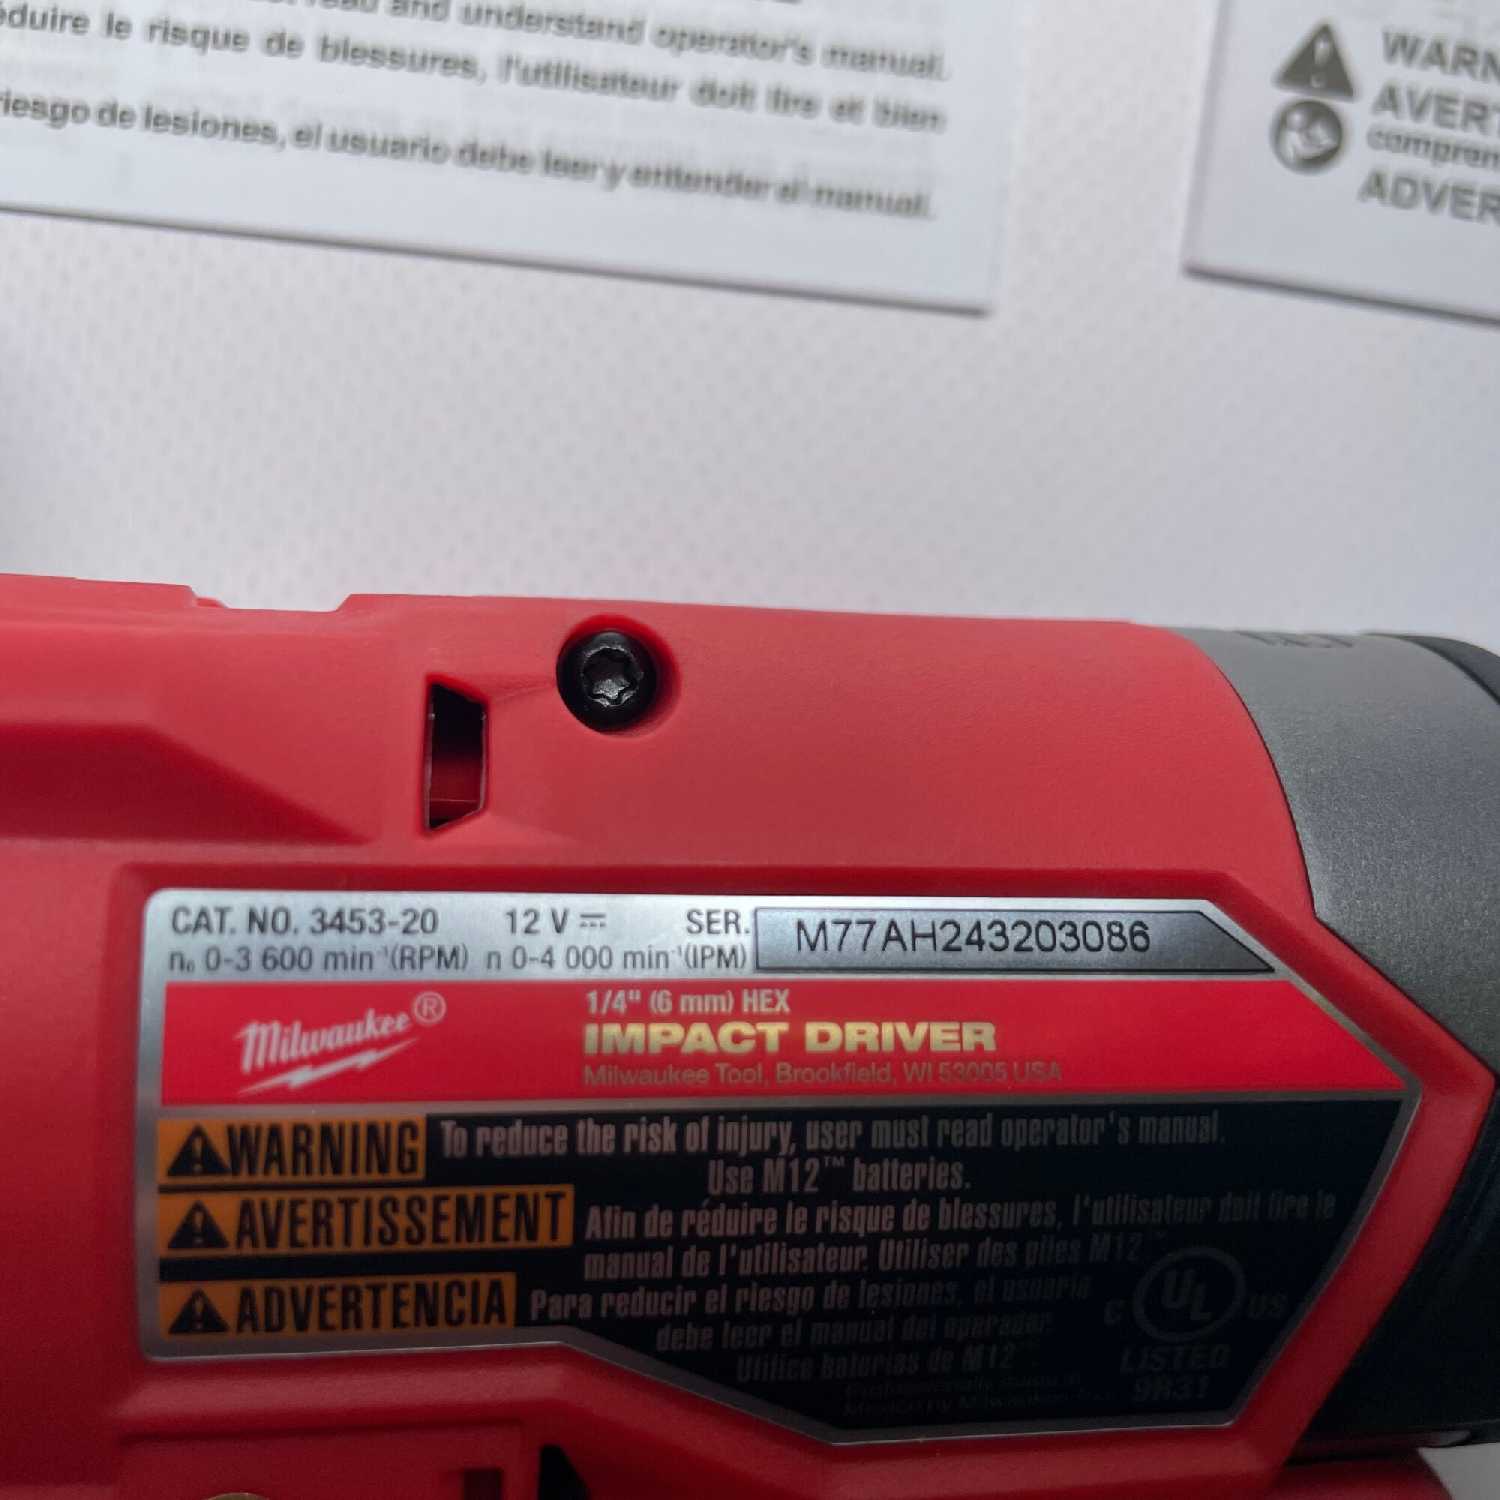 and understand operator's manual.
éduire le risque de blessures, l'utilisateur doit lire et bien
riesgo de lesiones, el usuario debe leer y entender el manual.
WARN
AVERT
compren
ADVER
CAT. NO. 3453-20 12 V SER. M77AH243203086
n₀ 0-3 600 min⁻¹(RPM) n 0-4 000 min⁻¹(IPM)
Milwaukee®
1/4" (6 mm) HEX
IMPACT DRIVER
Milwaukee Tool, Brookfield, WI 53005 USA
WARNING To reduce the risk of injury, user must read operator's manual.
Use M12™ batteries.
AVERTISSEMENT Afin de réduire le risque de blessures, l'utilisateur doit lire le
manual de l'utilisateur. Utiliser des piles M12™
ADVERTENCIA Para reducir el riesgo de lesiones, el usuario
debe leer el manual del operador.
Utilice baterías de M12™.
C UL US
LISTED
9R31